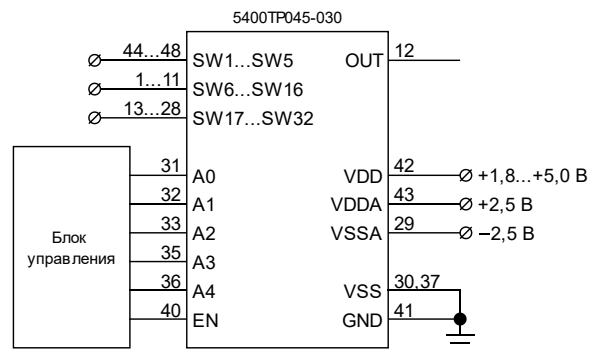 5400ТР045-030
44...48 SW1...SW5 OUT 12
1...11 SW6...SW16
13...28 SW17...SW32
31 A0 VDD 42 +1,8...+5,0 В
32 A1 VDDA 43 +2,5 В
33 A2 VSSA 29 –2,5 В
Блок
управления
35 A3
36 A4 VSS 30,37
40 EN GND 41